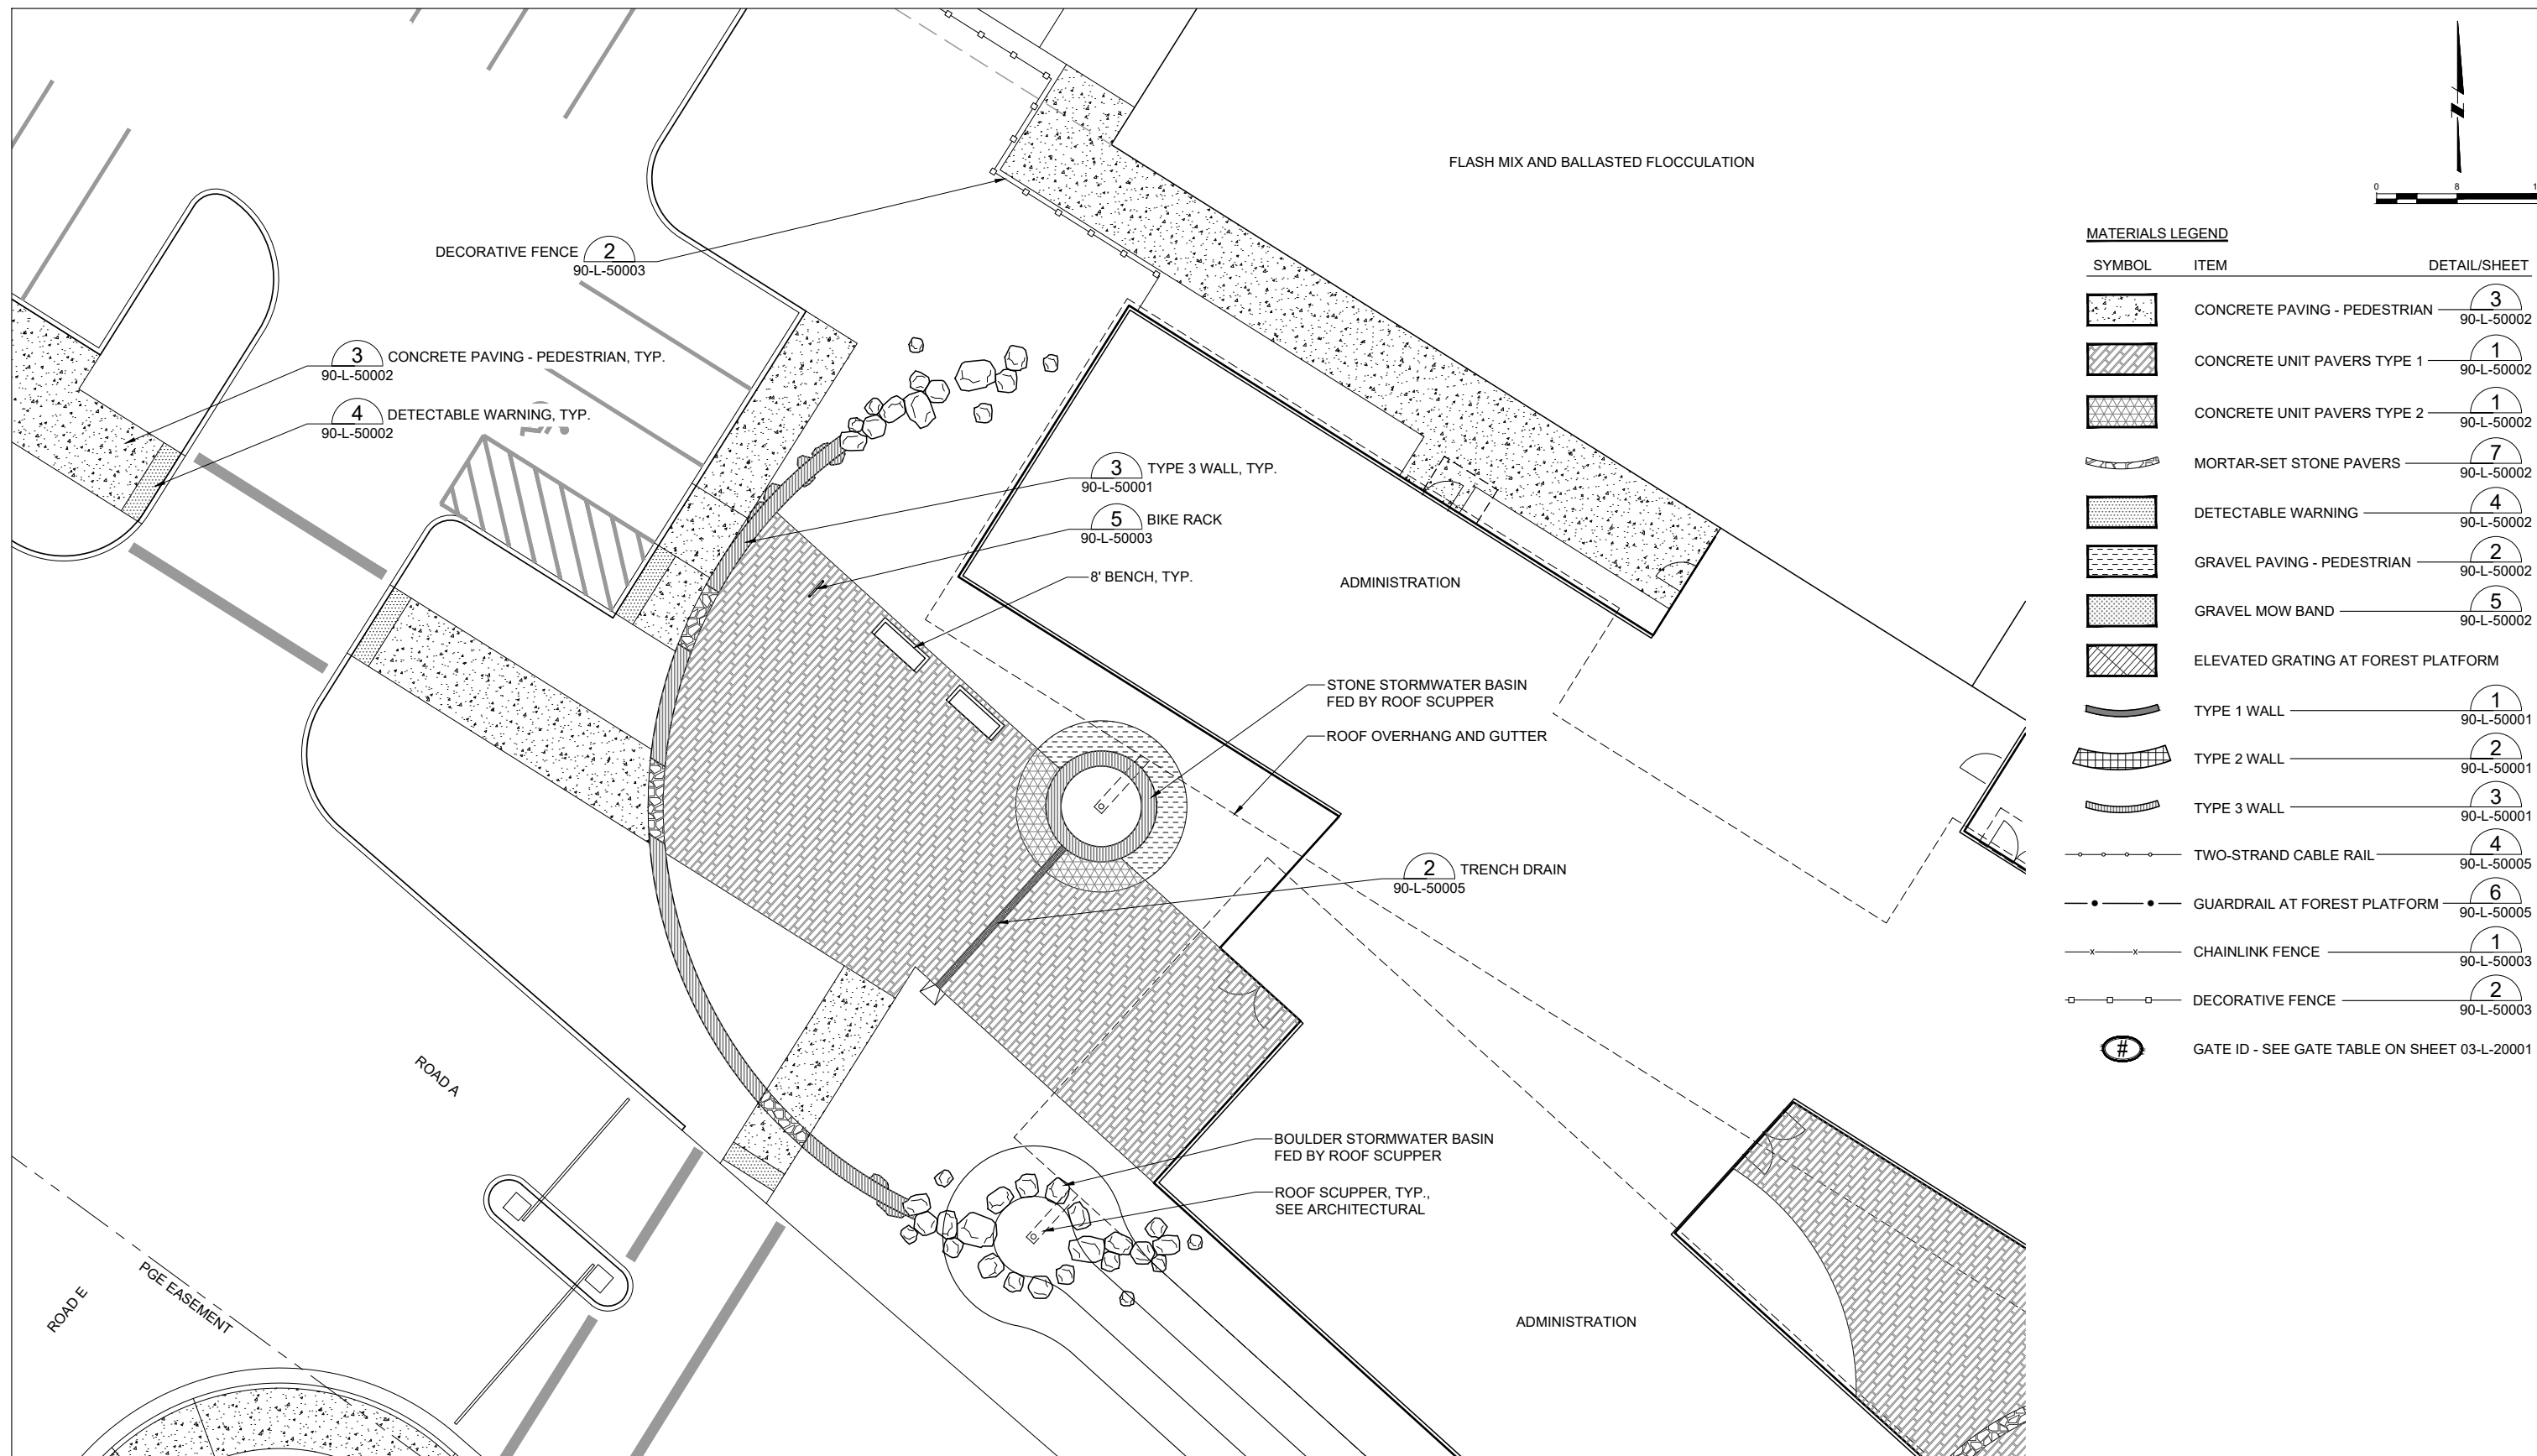 FLASH MIX AND BALLASTED FLOCCULATION
N
0 8
MATERIALS LEGEND
SYMBOL ITEM DETAIL/SHEET
CONCRETE PAVING - PEDESTRIAN 3
90-L-50002
CONCRETE UNIT PAVERS TYPE 1 1
90-L-50002
CONCRETE UNIT PAVERS TYPE 2 1
90-L-50002
MORTAR-SET STONE PAVERS 7
90-L-50002
DETECTABLE WARNING 4
90-L-50002
GRAVEL PAVING - PEDESTRIAN 2
90-L-50002
GRAVEL MOW BAND 5
90-L-50002
ELEVATED GRATING AT FOREST PLATFORM
TYPE 1 WALL 1
90-L-50001
TYPE 2 WALL 2
90-L-50001
TYPE 3 WALL 3
90-L-50001
TWO-STRAND CABLE RAIL 4
90-L-50005
GUARDRAIL AT FOREST PLATFORM 6
90-L-50005
CHAINLINK FENCE 1
90-L-50003
DECORATIVE FENCE 2
90-L-50003
# GATE ID - SEE GATE TABLE ON SHEET 03-L-20001
DECORATIVE FENCE 2
90-L-50003
3 CONCRETE PAVING - PEDESTRIAN, TYP.
90-L-50002
4 DETECTABLE WARNING, TYP.
90-L-50002
3 TYPE 3 WALL, TYP.
90-L-50001
5 BIKE RACK
90-L-50003
8' BENCH, TYP.
ADMINISTRATION
STONE STORMWATER BASIN
FED BY ROOF SCUPPER
ROOF OVERHANG AND GUTTER
2 TRENCH DRAIN
90-L-50005
ROAD A
BOULDER STORMWATER BASIN
FED BY ROOF SCUPPER
ROOF SCUPPER, TYP.,
SEE ARCHITECTURAL
PGE EASEMENT
ROAD E
ADMINISTRATION